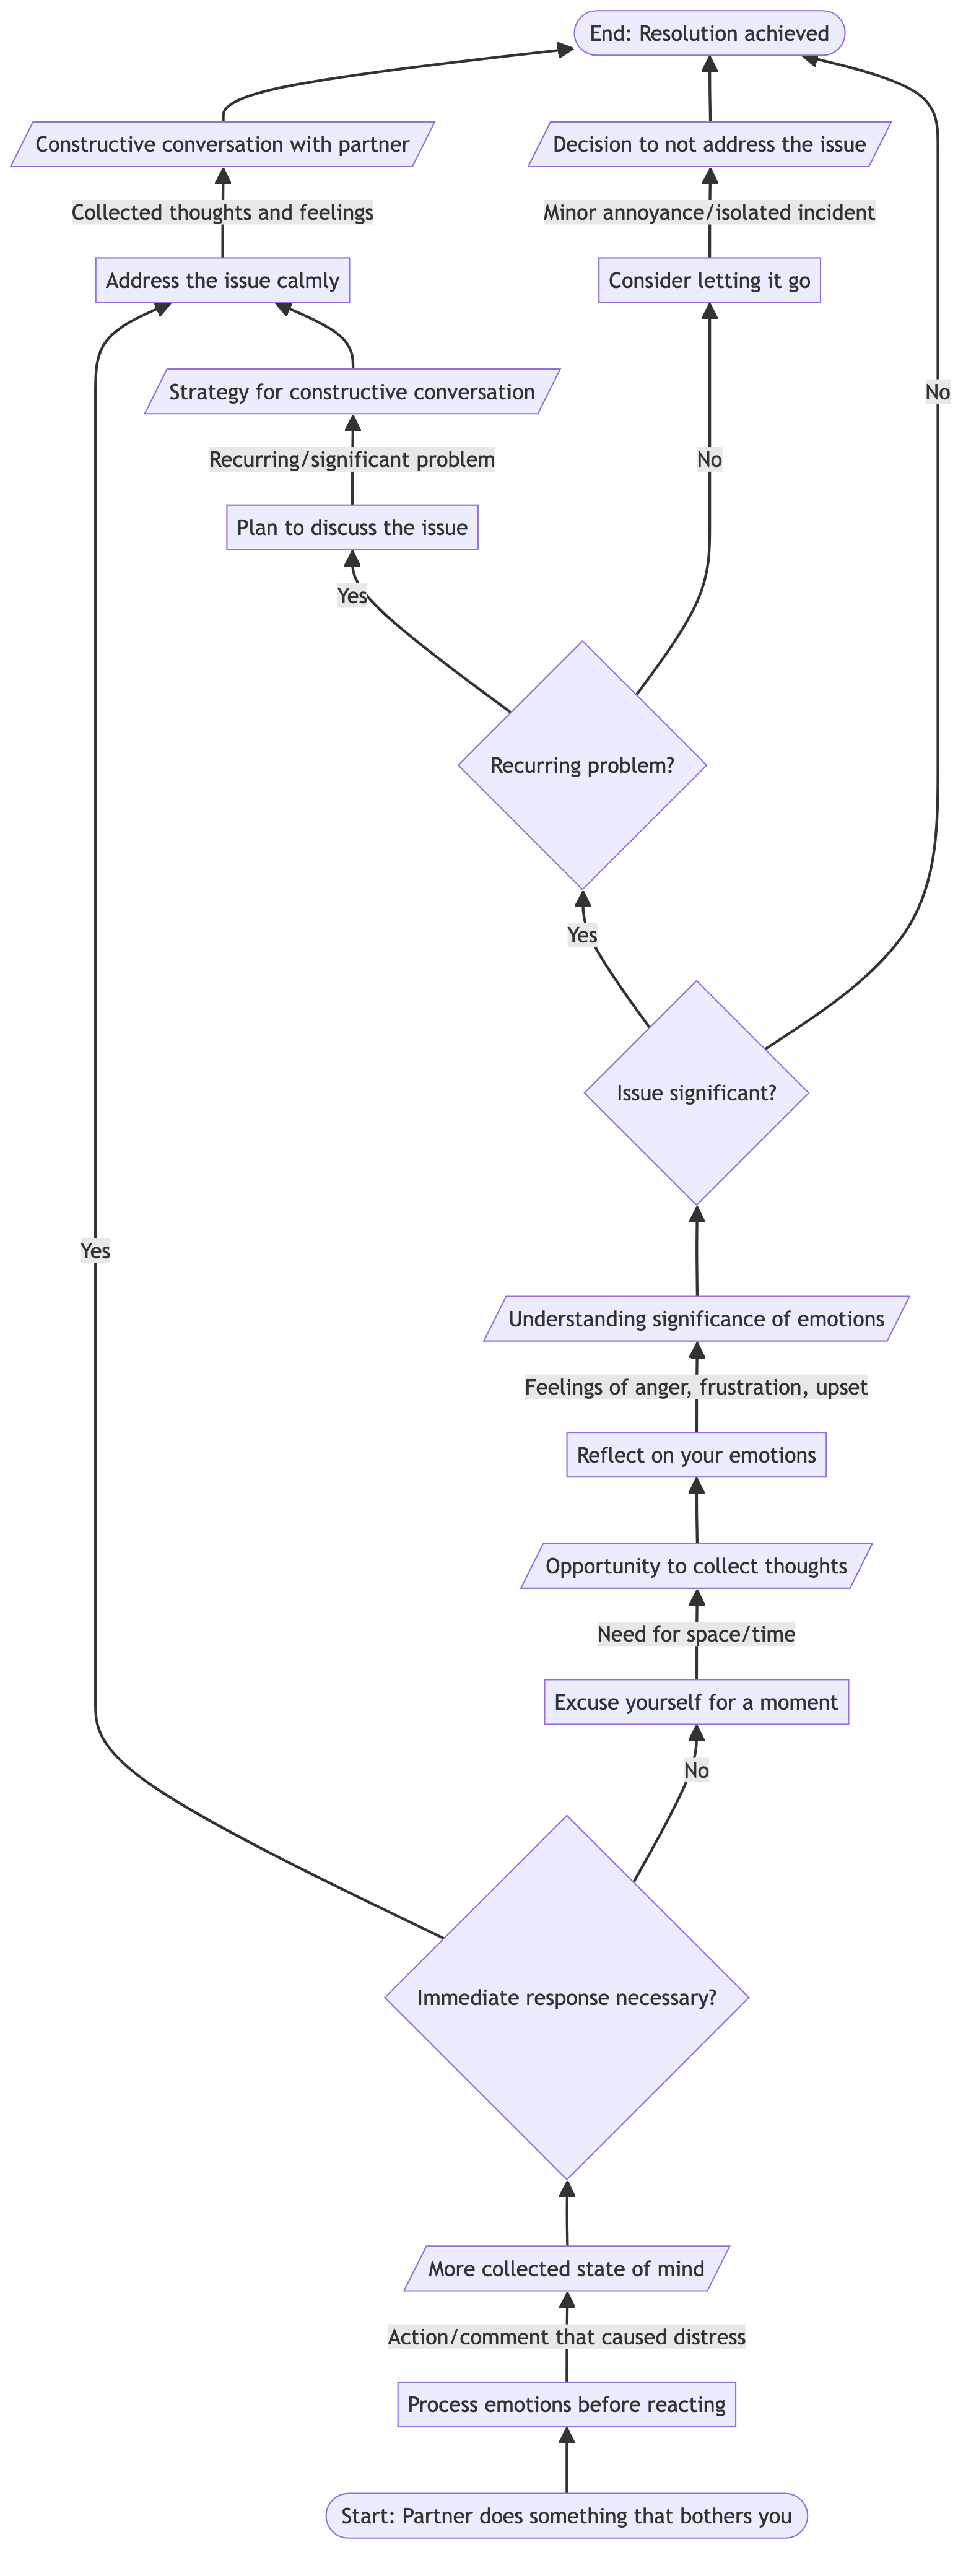 End: Resolution achieved
Constructive conversation with partner
Decision to not address the issue
Collected thoughts and feelings
Minor annoyance/isolated incident
Address the issue calmly
Consider letting it go
Strategy for constructive conversation
No
Recurring/significant problem
No
Plan to discuss the issue
Yes
Recurring problem?
Yes
Issue significant?
Yes
Understanding significance of emotions
Feelings of anger, frustration, upset
Reflect on your emotions
Opportunity to collect thoughts
Need for space/time
Excuse yourself for a moment
No
Immediate response necessary?
More collected state of mind
Action/comment that caused distress
Process emotions before reacting
Start: Partner does something that bothers you